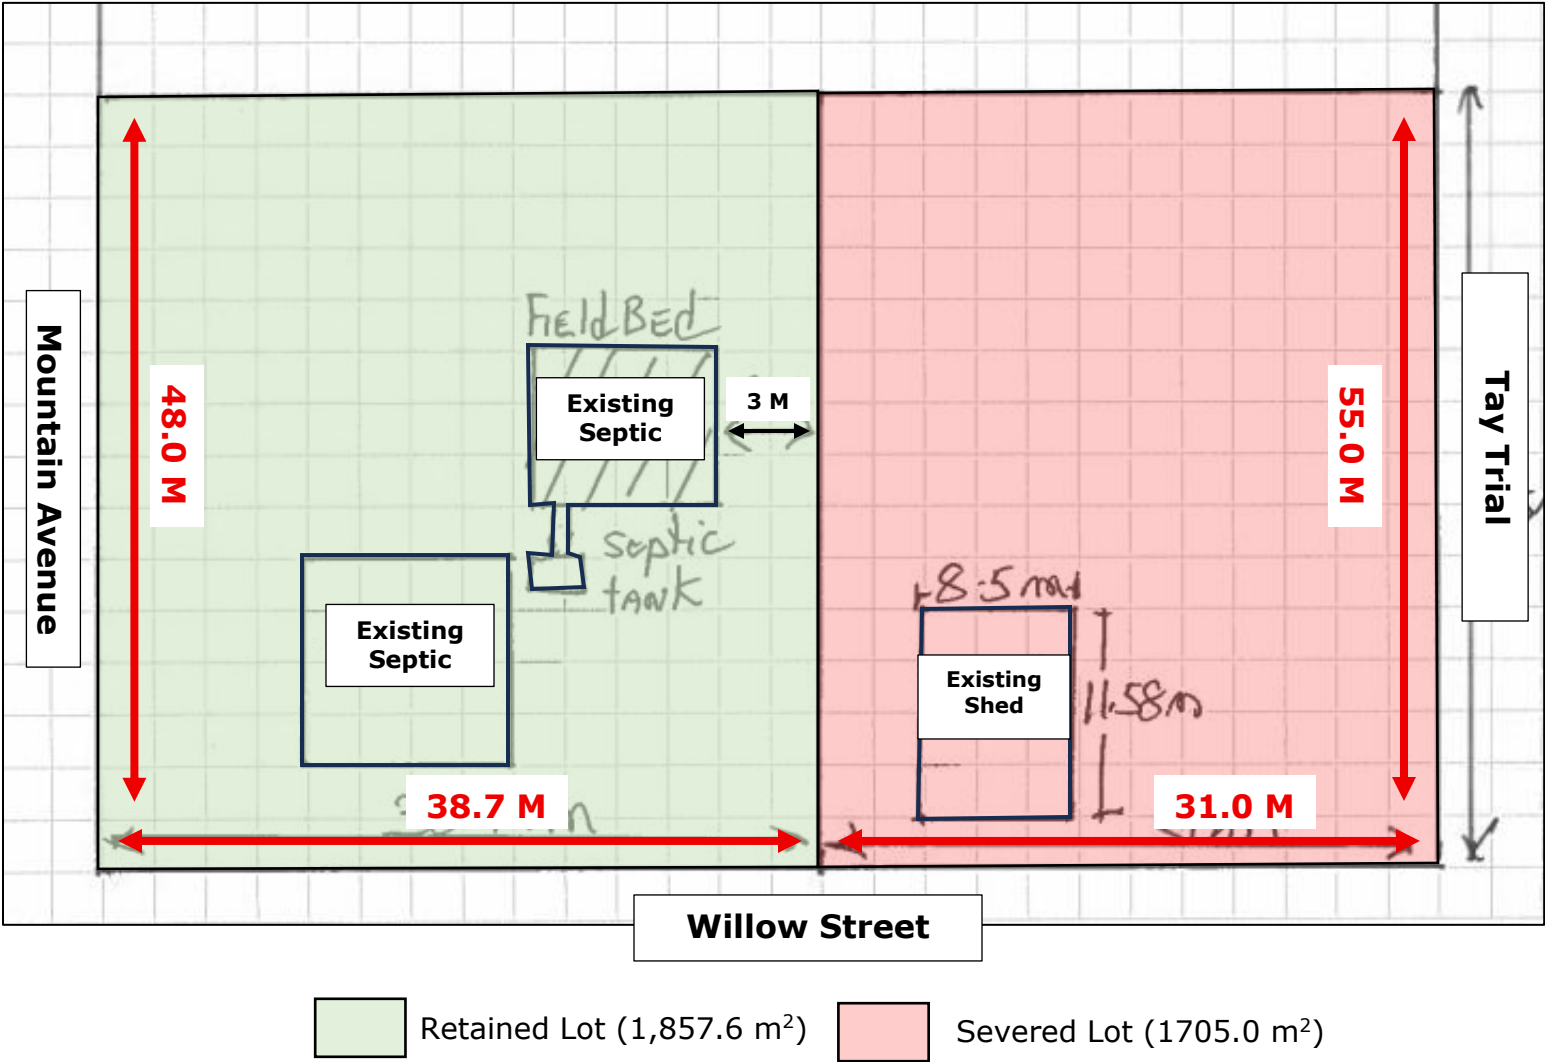 FieldBed
Existing
Septic
3 M
Mountain Avenue
48.0 M
55.0 M
Tay Trial
septic
tank
8.5m
Existing
Septic
Existing
Shed
11.58m
38.7 M
31.0 M
Willow Street
Retained Lot (1,857.6 m²)
Severed Lot (1705.0 m²)